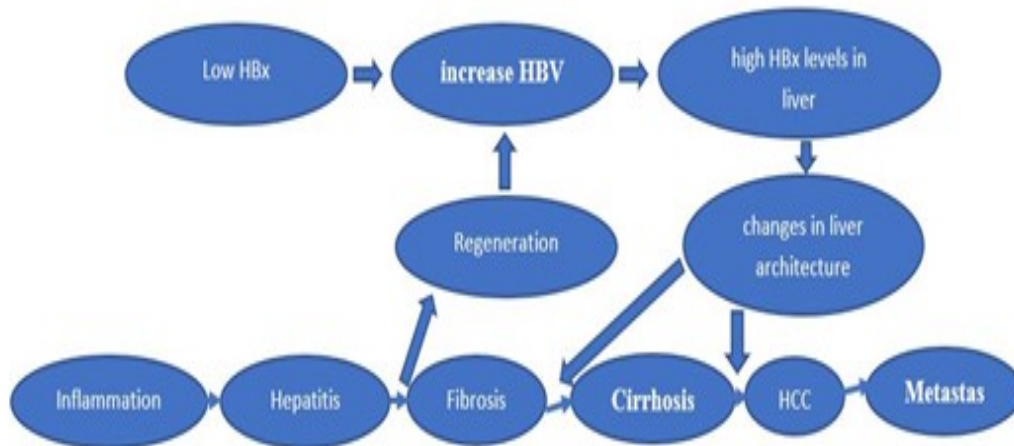 Low HBx
increase HBV
high HBx levels in
liver
Regeneration
changes in liver
architecture
Inflammation
Hepatitis
Fibrosis
Cirrhosis
HCC
Metastas